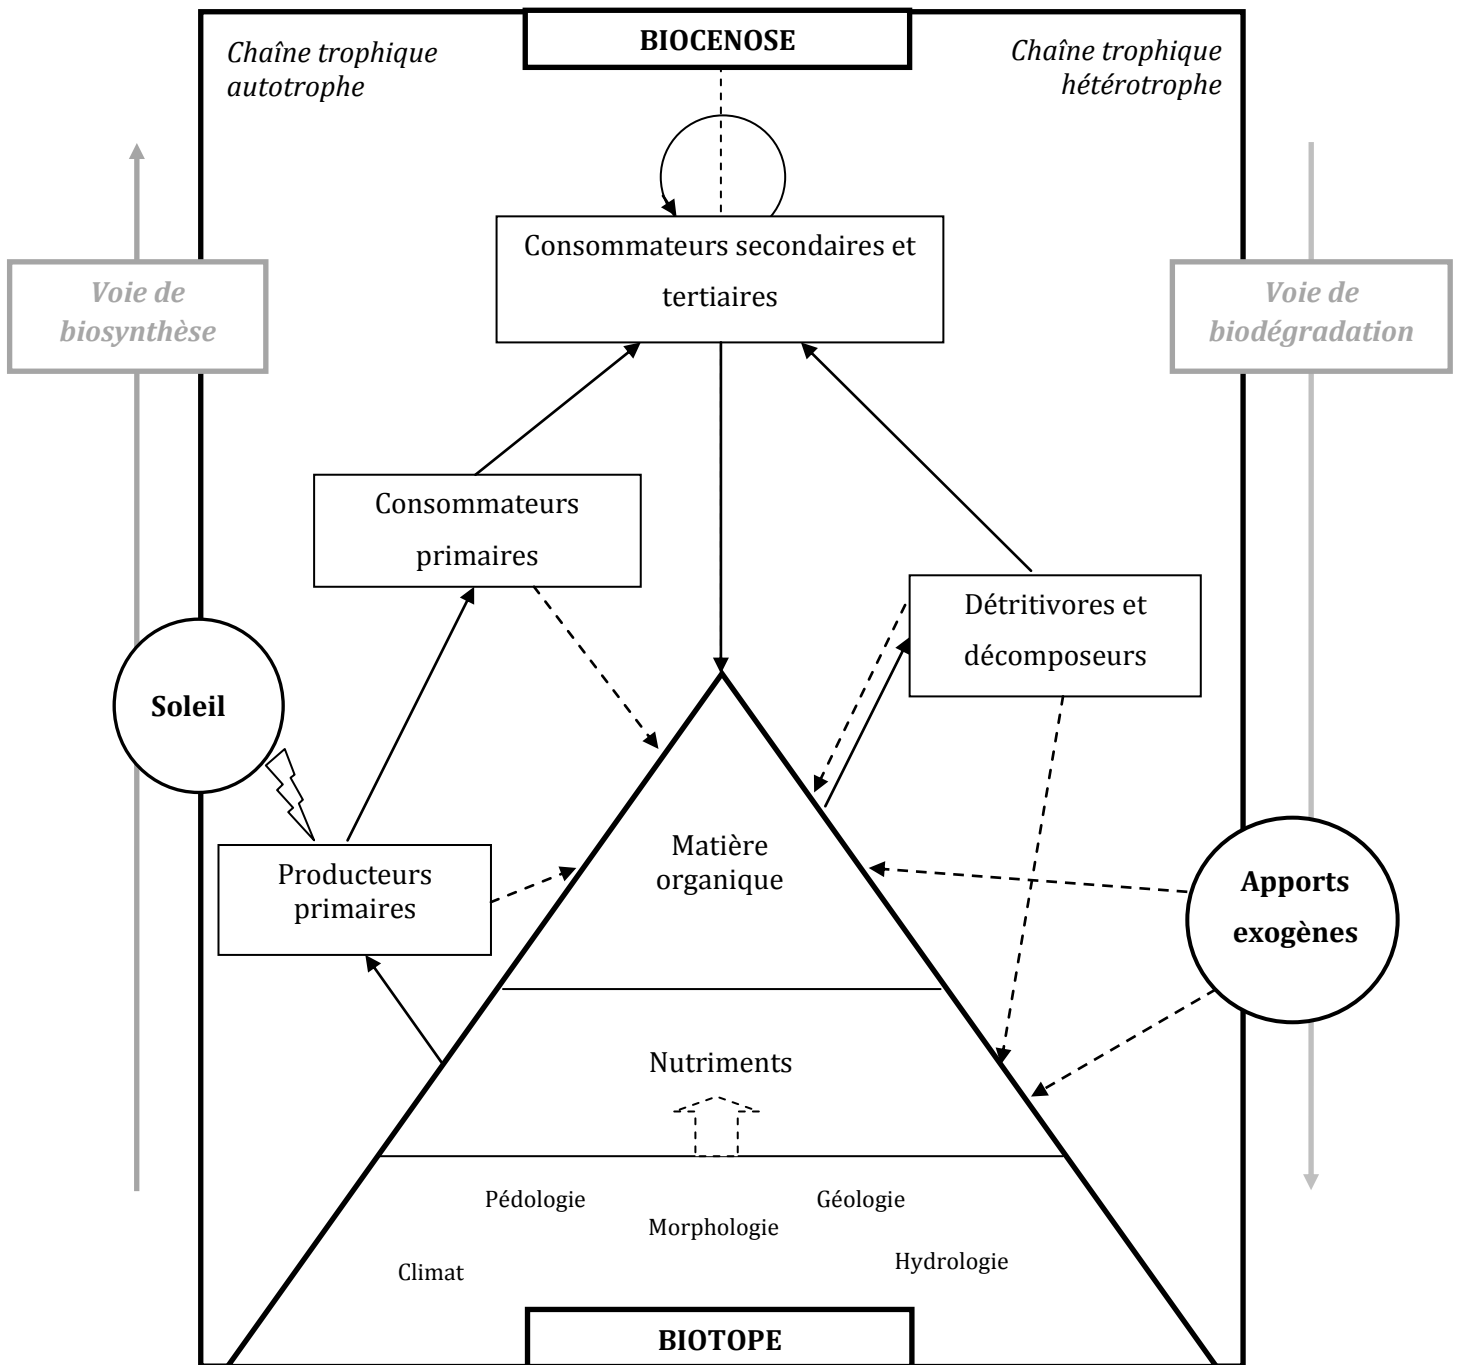 BIOCENOSE
Chaîne trophique
autotrophe
Chaîne trophique
hétérotrophe
Consommateurs secondaires et
tertiaires
Voie de
biosynthèse
Voie de
biodégradation
Consommateurs
primaires
Détritivores et
décomposeurs
Soleil
Producteurs
primaires
Matière
organique
Apports
exogènes
Nutriments
Pédologie
Géologie
Morphologie
Climat
Hydrologie
BIOTOPE